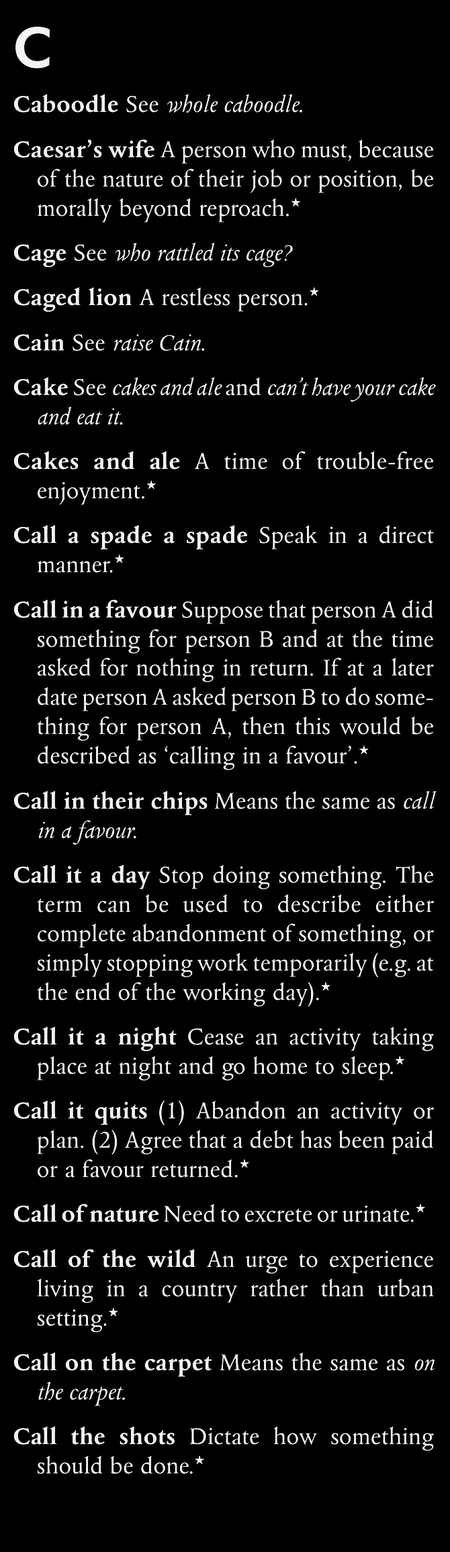 C
Caboodle See whole caboodle.
Caesar’s wife A person who must, because
of the nature of their job or position, be
morally beyond reproach.★
Cage See who rattled its cage?
Caged lion A restless person.★
Cain See raise Cain.
Cake See cakes and ale and can’t have your cake
and eat it.
Cakes and ale A time of trouble-free
enjoyment.★
Call a spade a spade Speak in a direct
manner.★
Call in a favour Suppose that person A did
something for person B and at the time
asked for nothing in return. If at a later
date person A asked person B to do some-
thing for person A, then this would be
described as ‘calling in a favour’.★
Call in their chips Means the same as call
in a favour.
Call it a day Stop doing something. The
term can be used to describe either
complete abandonment of something, or
simply stopping work temporarily (e.g. at
the end of the working day).★
Call it a night Cease an activity taking
place at night and go home to sleep.★
Call it quits (1) Abandon an activity or
plan. (2) Agree that a debt has been paid
or a favour returned.★
Call of nature Need to excrete or urinate.★
Call of the wild An urge to experience
living in a country rather than urban
setting.★
Call on the carpet Means the same as on
the carpet.
Call the shots Dictate how something
should be done.★